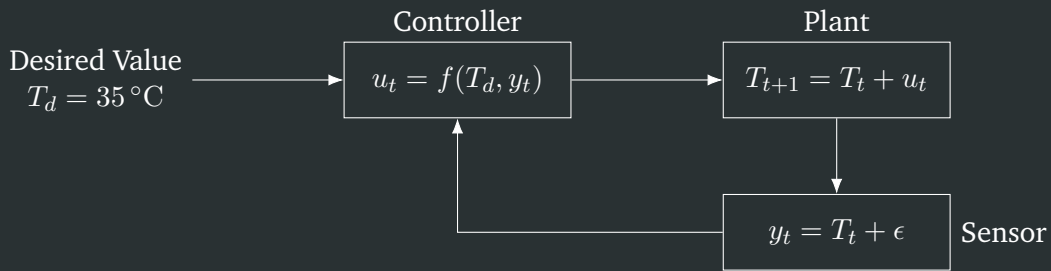 Controller
Plant
Desired Value
T_d = 35 °C
u_t = f(T_d, y_t)
T_{t+1} = T_t + u_t
y_t = T_t + ϵ
Sensor